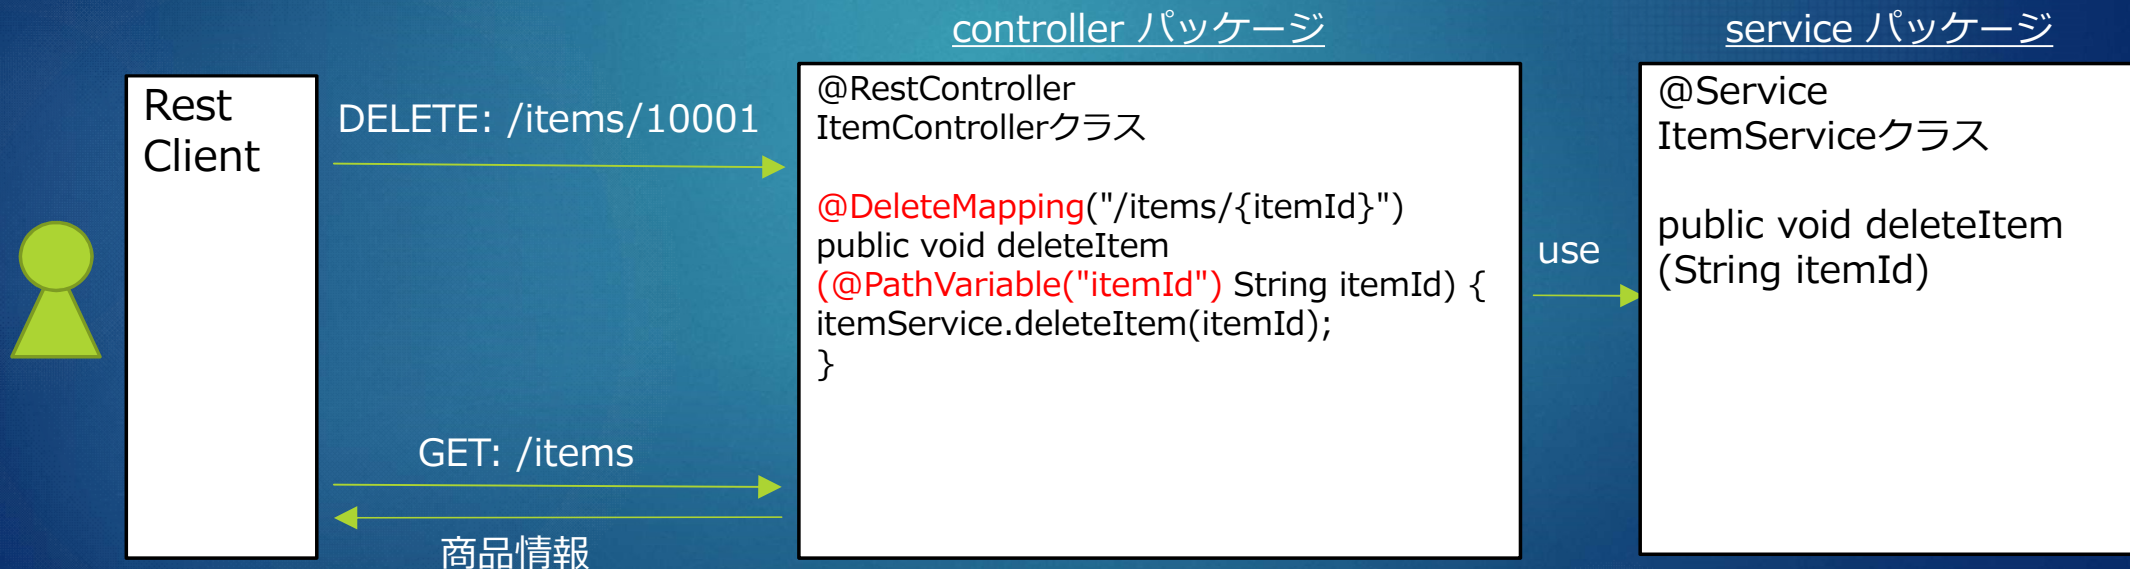 controller パッケージ
service パッケージ
Rest
Client
DELETE: /items/10001
GET: /items
商品情報
@RestController
ItemControllerクラス
@DeleteMapping("/items/{itemId}")
public void deleteItem
(@PathVariable("itemId") String itemId) {
itemService.deleteItem(itemId);
}
use
@Service
ItemServiceクラス
public void deleteItem
(String itemId)